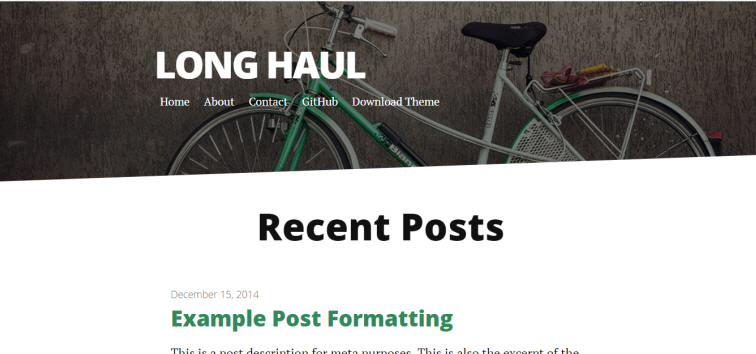 LONG HAUL
Home About Contact GitHub Download Theme
Bianchi
Recent Posts
December 15, 2014
Example Post Formatting
This is a post description for meta purposes. This is also the excerpt of the